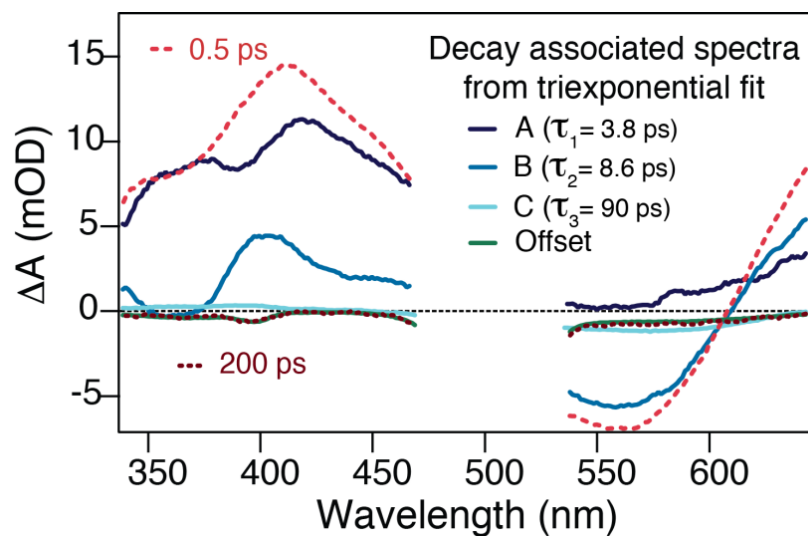 0.5 ps
Decay associated spectra
from triexponential fit
A (τ₁= 3.8 ps)
B (τ₂= 8.6 ps)
C (τ₃= 90 ps)
Offset
200 ps
ΔA (mOD)
15
10
5
0
-5
350 400 450 500 550 600
Wavelength (nm)